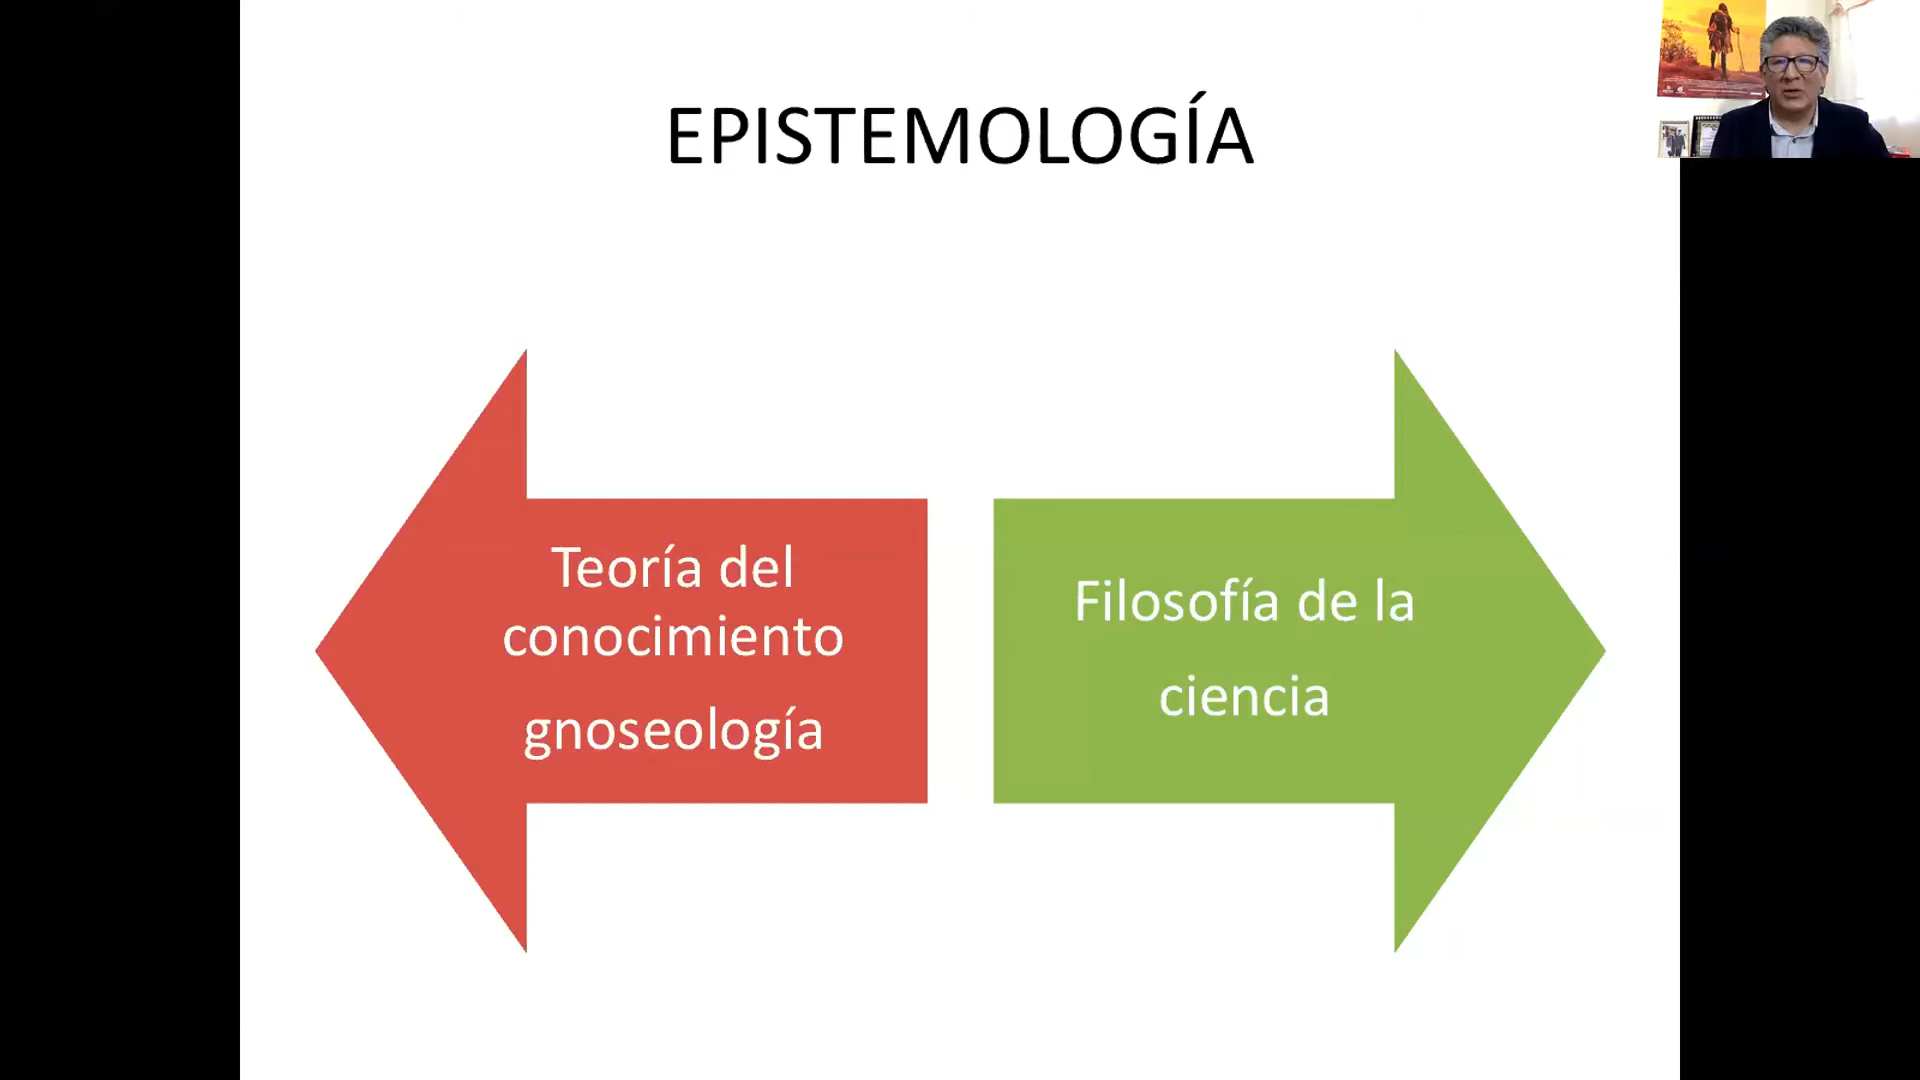 EPISTEMOLOGÍA
Teoría del
conocimiento
gnoseología
Filosofía de la
ciencia